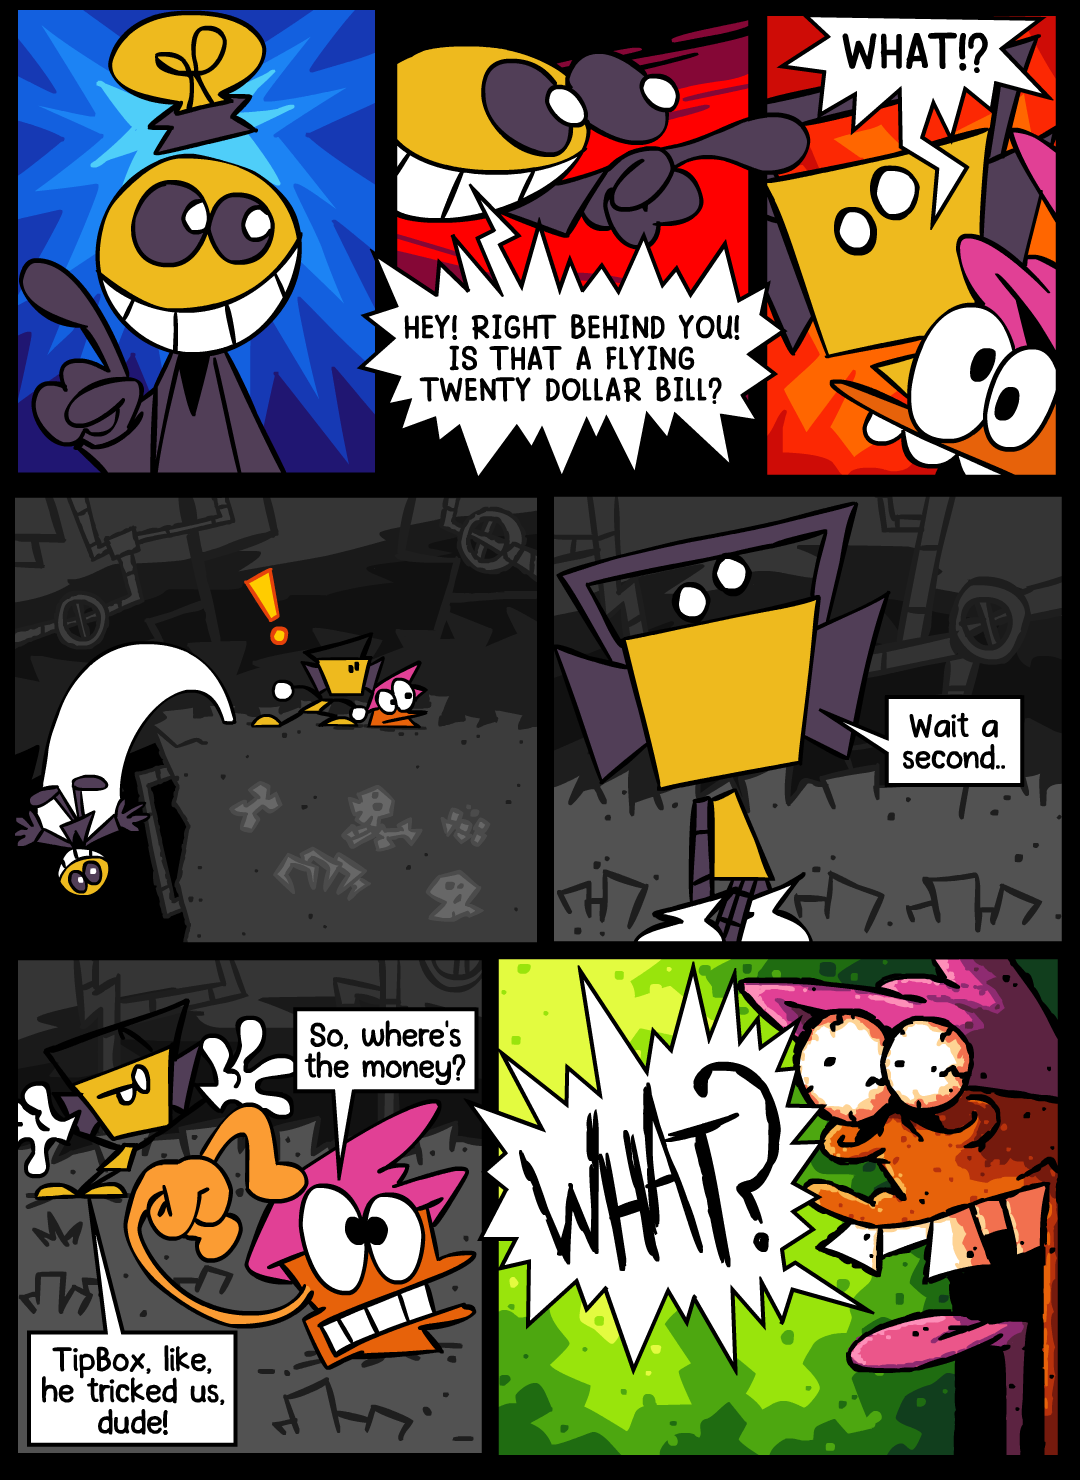 WHAT!?
HEY! RIGHT BEHIND YOU!
IS THAT A FLYING
TWENTY DOLLAR BILL?
!
Wait a
second..
So, where's
the money?
TipBox, like,
he tricked us,
dude!
WHAT?